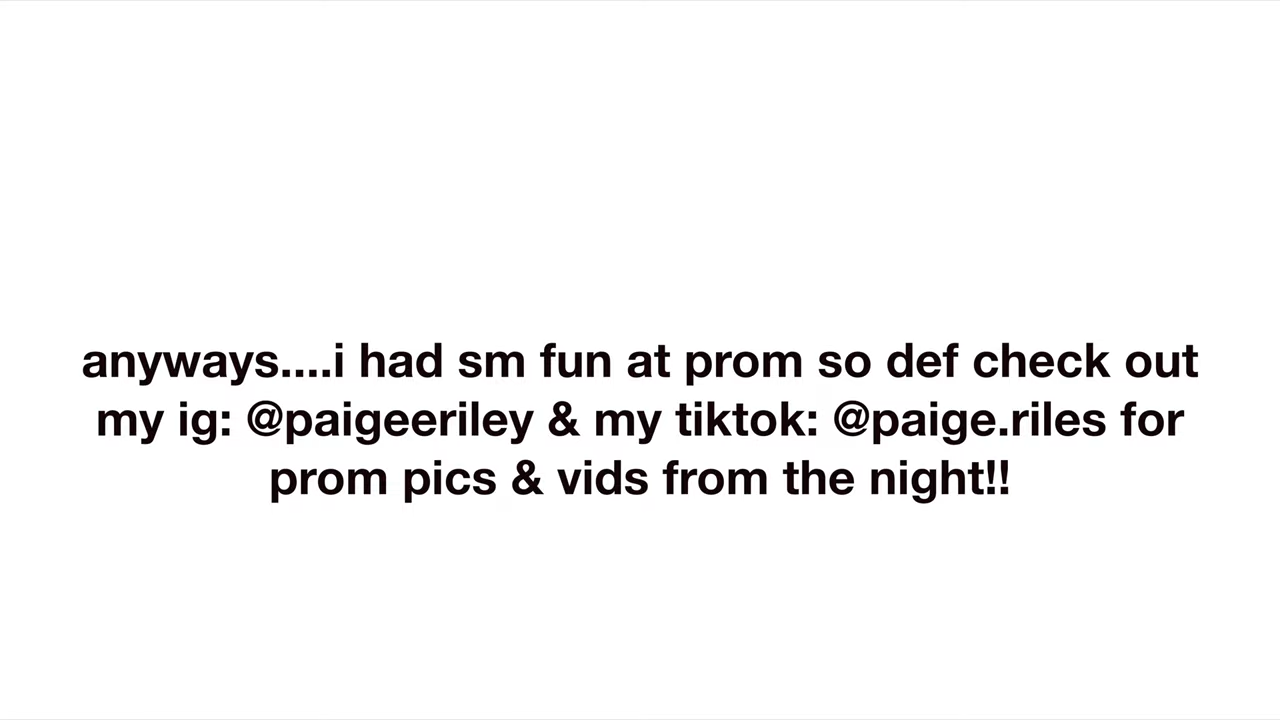 anyways....i had sm fun at prom so def check out
my ig: @paigeeriley & my tiktok: @paige.riles for
prom pics & vids from the night!!